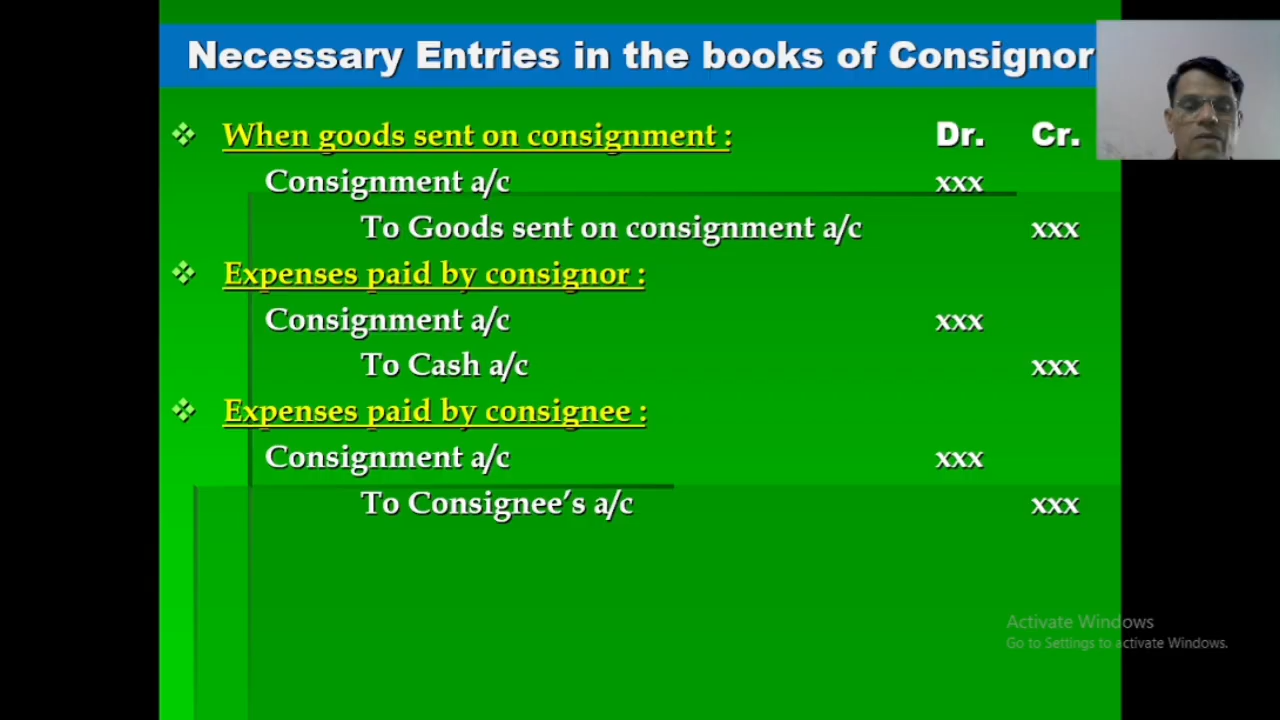 Necessary Entries in the books of Consignor
❖ When goods sent on consignment : Dr. Cr.
Consignment a/c xxx
To Goods sent on consignment a/c xxx
❖ Expenses paid by consignor :
Consignment a/c xxx
To Cash a/c xxx
❖ Expenses paid by consignee :
Consignment a/c xxx
To Consignee’s a/c xxx
Activate Windows
Go to Settings to activate Windows.